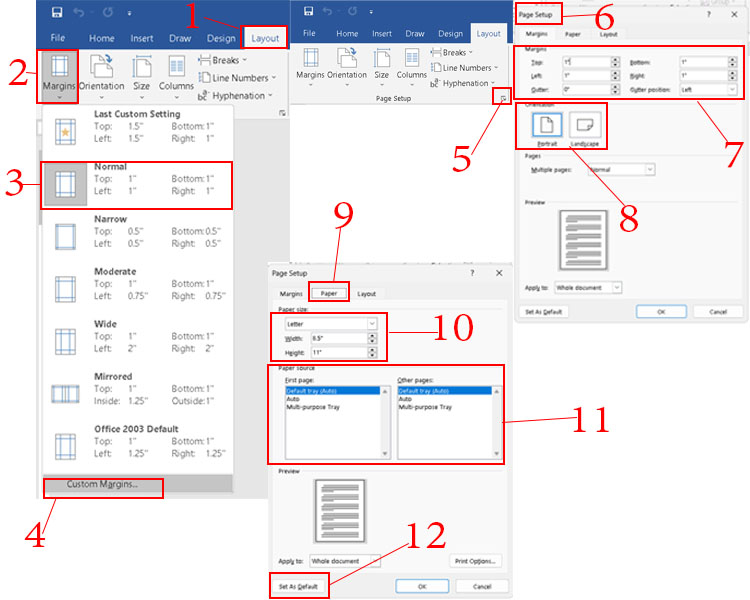 1
File Home Insert Draw Design Layout
2
Margins Orientation Size Columns
Breaks
Line Numbers
Hyphenation
Last Custom Setting
Top: 1.5" Bottom: 1"
Left: 1.5" Right: 1"
3
Normal
Top: 1" Bottom: 1"
Left: 1" Right: 1"
Narrow
Top: 0.5" Bottom: 0.5"
Left: 0.5" Right: 0.5"
Moderate
Top: 1" Bottom: 1"
Left: 0.75" Right: 0.75"
Wide
Top: 1" Bottom: 1"
Left: 2" Right: 2"
Mirrored
Top: 1" Bottom: 1"
Inside: 1.25" Outside: 1"
Office 2003 Default
Top: 1" Bottom: 1"
Left: 1.25" Right: 1.25"
Custom Margins...
4
File Home Insert Draw Design Layout
Margins Orientation Size Columns
Breaks
Line Numbers
Hyphenation
Page Setup
5
Page Setup ? ×
6
Margins Paper Layout
Margins
Top: 1" Bottom: 1"
Left: 1" Right: 1"
Gutter: 0" Gutter position: Left
7
Orientation
Portrait Landscape
8
Pages
Multiple pages: Normal
Preview
Apply to: Whole document
Set As Default OK Cancel
9
Page Setup ? ×
Margins Paper Layout
Paper size:
Letter
Width: 8.5"
Height: 11"
10
Paper source
First page: Other pages:
Default tray (Auto) Default tray (Auto)
Auto Auto
Multi-purpose Tray Multi-purpose Tray
11
Preview
12
Apply to: Whole document Print Options...
Set As Default OK Cancel